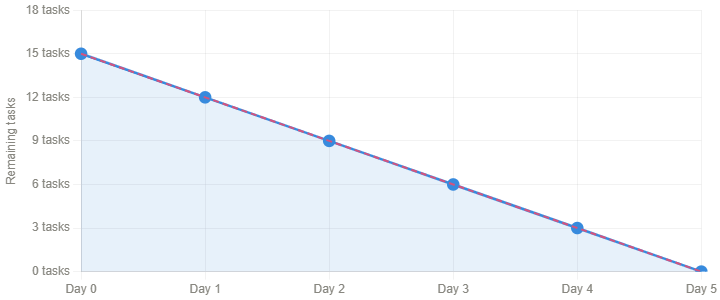 18 tasks
15 tasks
12 tasks
9 tasks
6 tasks
3 tasks
0 tasks
Remaining tasks
Day 0 Day 1 Day 2 Day 3 Day 4 Day 5